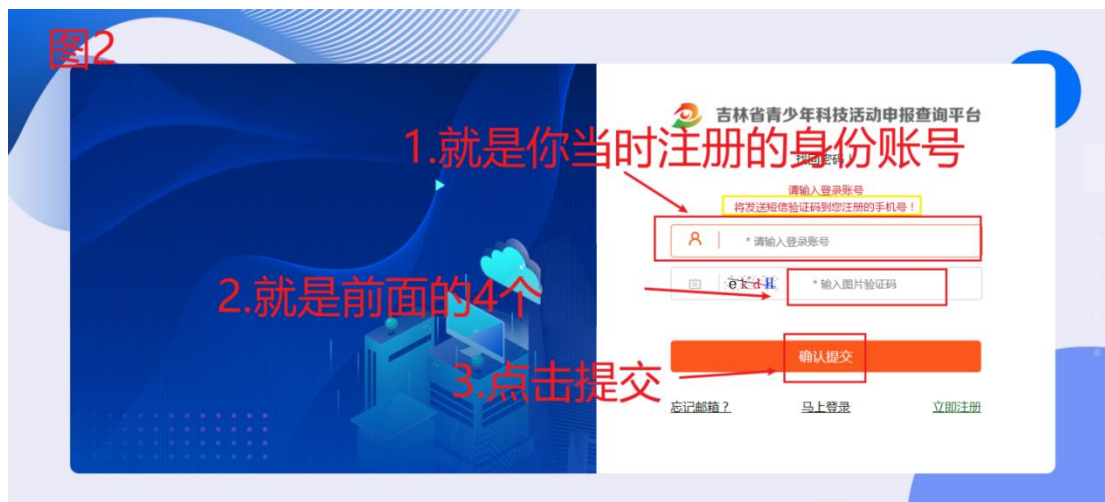 图2
吉林省青少年科技活动申报查询平台
1.就是你当时注册的身份账号
找回密码！
请输入登录账号
将发送短信验证码到您注册的手机号！
* 请输入登录账号
2.就是前面的4个
ekdH
* 输入图片验证码
确认提交
3.点击提交
忘记邮箱？
马上登录
立即注册